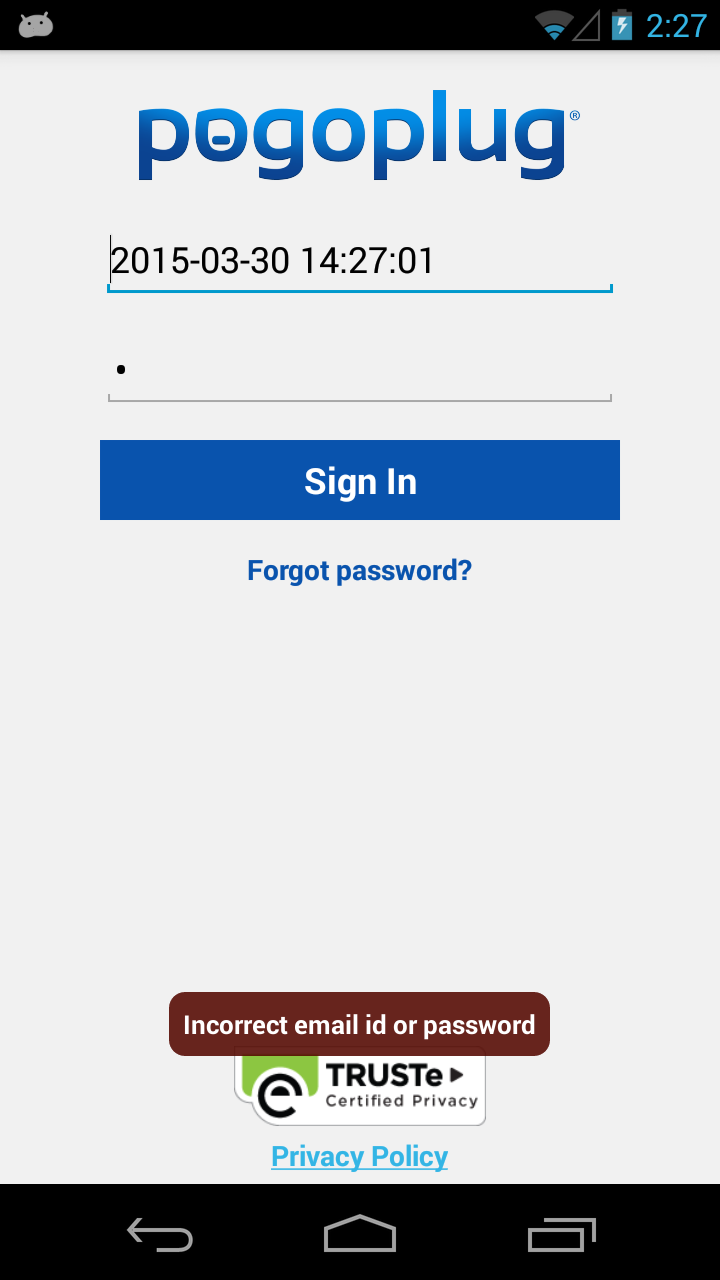 2:27
pogoplug®
2015-03-30 14:27:01
Sign In
Forgot password?
Incorrect email id or password
TRUSTe
Certified Privacy
Privacy Policy